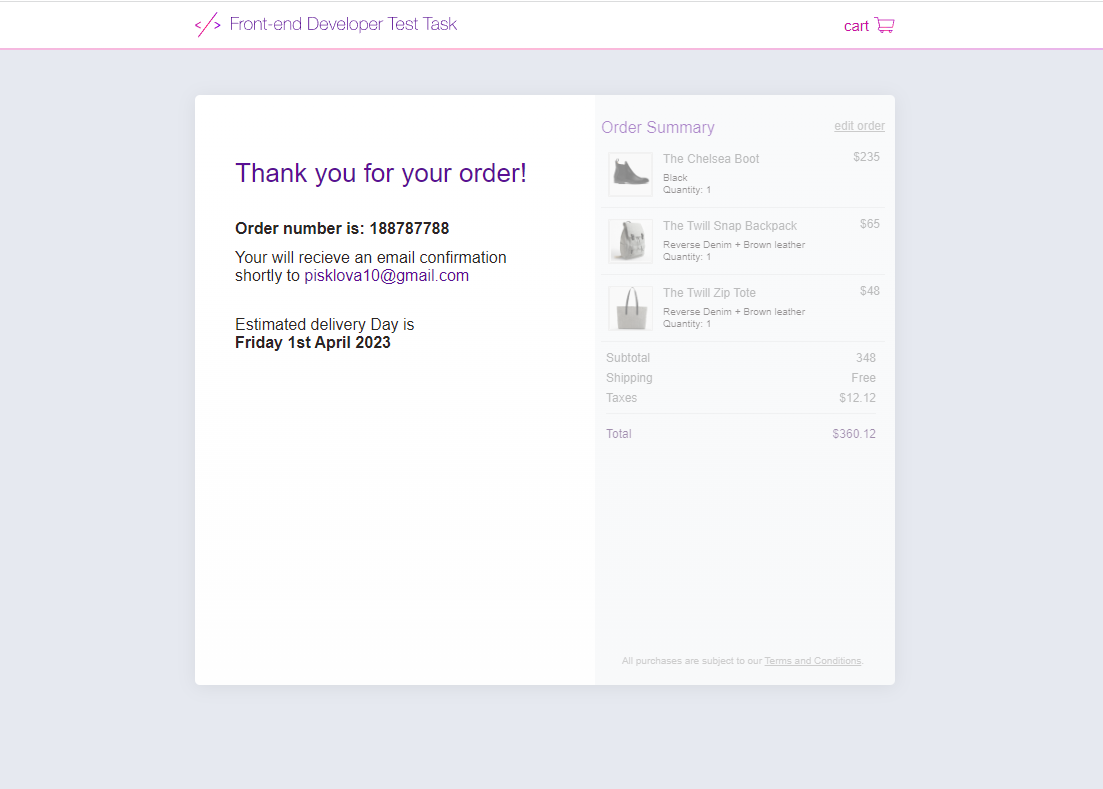 </> Front-end Developer Test Task
cart
Thank you for your order!
Order number is: 188787788
Your will recieve an email confirmation
shortly to pisklova10@gmail.com
Estimated delivery Day is
Friday 1st April 2023
Order Summary
edit order
The Chelsea Boot
$235
Black
Quantity: 1
The Twill Snap Backpack
$65
Reverse Denim + Brown leather
Quantity: 1
The Twill Zip Tote
$48
Reverse Denim + Brown leather
Quantity: 1
Subtotal 348
Shipping Free
Taxes $12.12
Total $360.12
All purchases are subject to our Terms and Conditions.